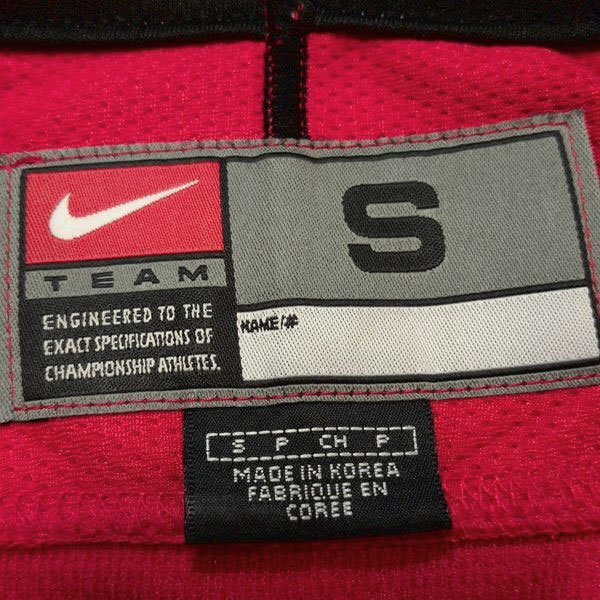 S
TEAM
ENGINEERED TO THE
EXACT SPECIFICATIONS OF
CHAMPIONSHIP ATHLETES.
NAME/#
S P CH P
MADE IN KOREA
FABRIQUE EN
COREE